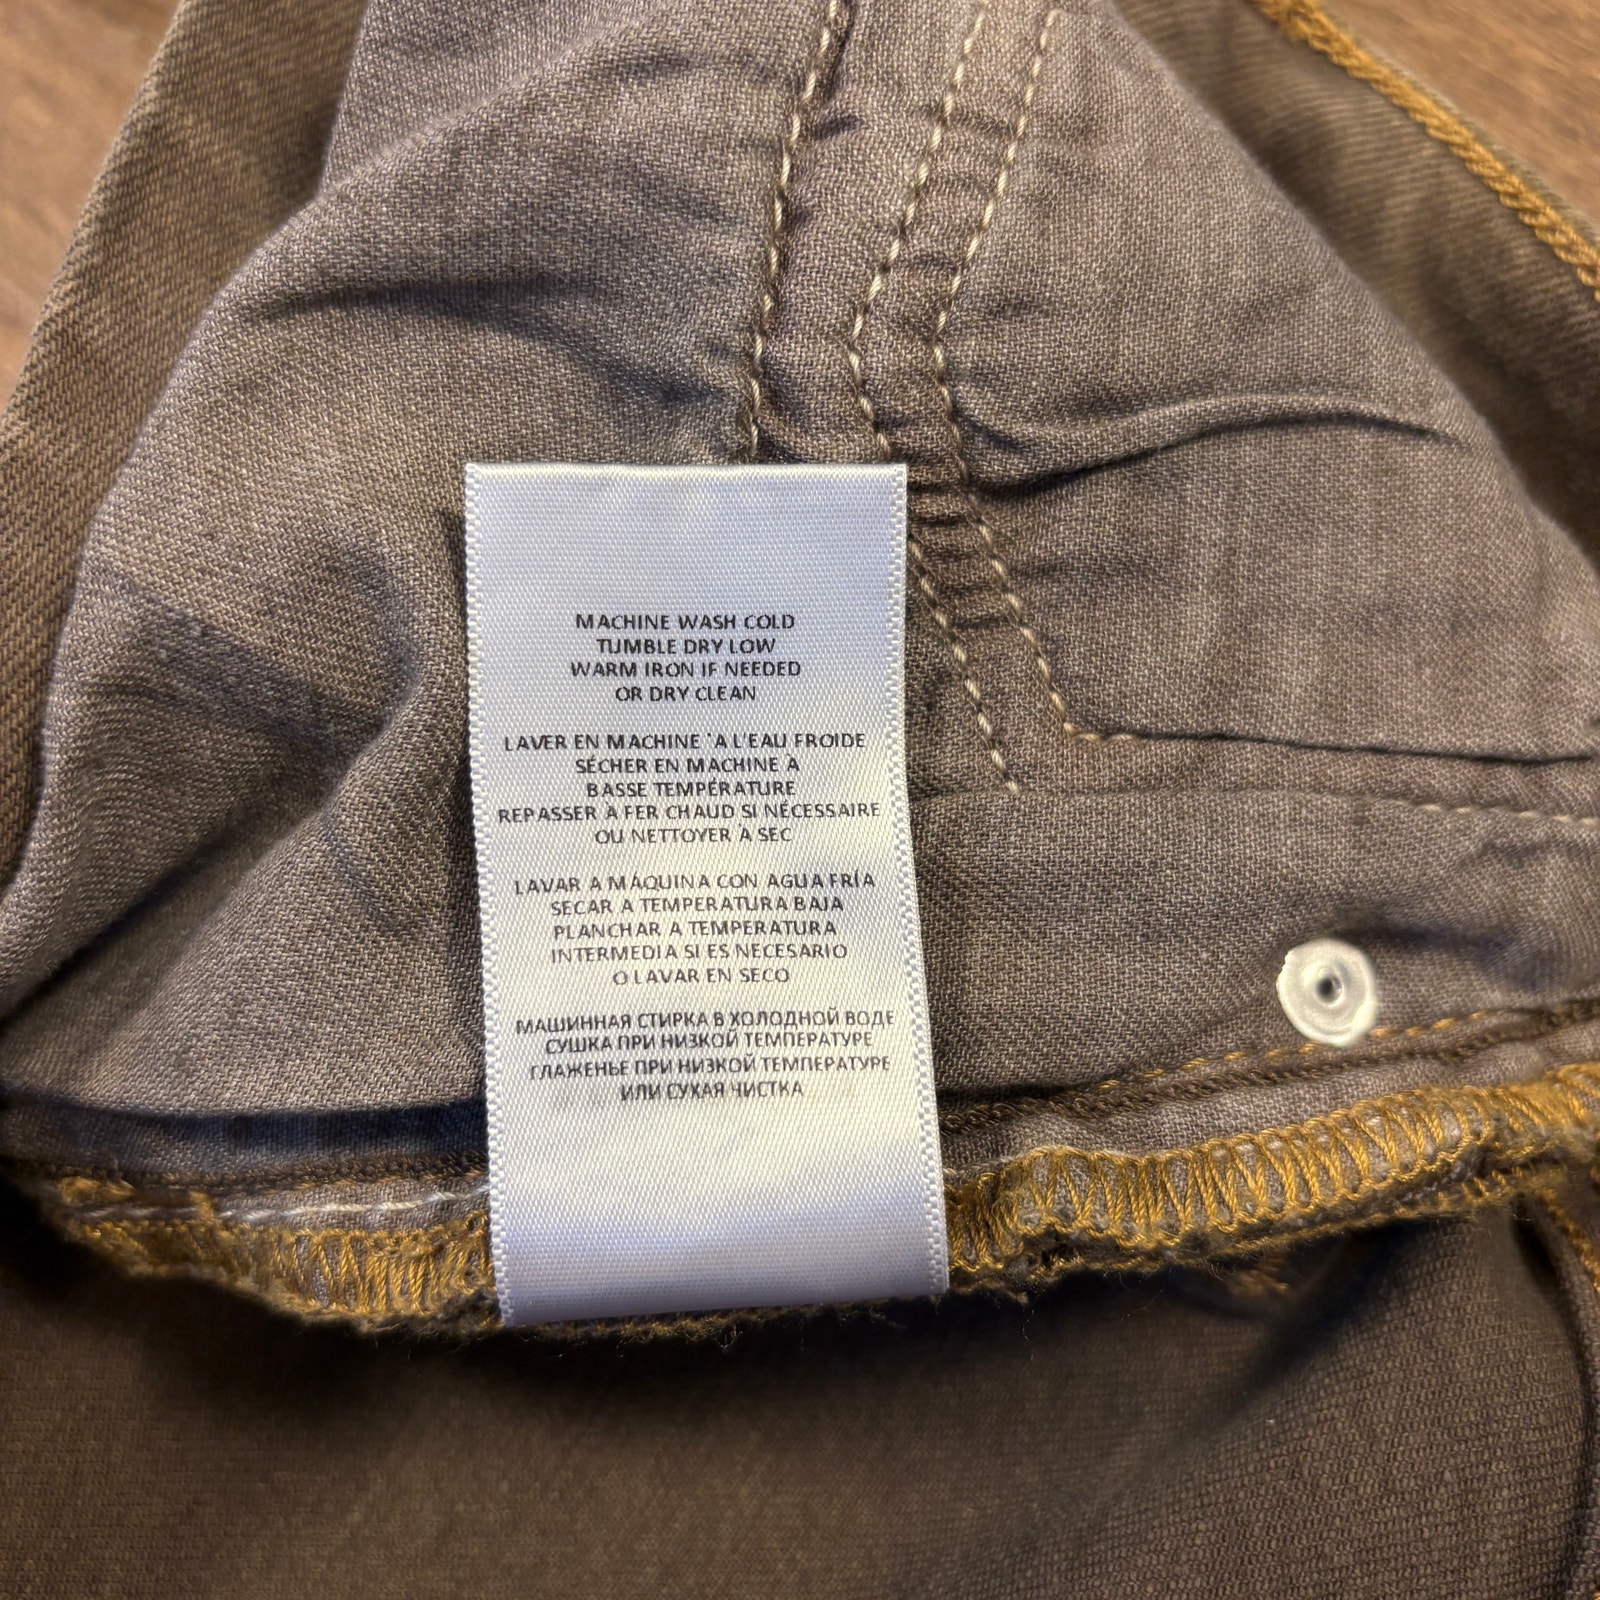 MACHINE WASH COLD
TUMBLE DRY LOW
WARM IRON IF NEEDED
OR DRY CLEAN
LAVER EN MACHINE `A L'EAU FROIDE
SÉCHER EN MACHINE A
BASSE TEMPÉRATURE
REPASSER À FER CHAUD SI NÉCESSAIRE
OU NETTOYER À SEC
LAVAR A MÁQUINA CON AGUA FRÍA
SECAR A TEMPERATURA BAJA
PLANCHAR A TEMPERATURA
INTERMEDIA SI ES NECESARIO
O LAVAR EN SECO
МАШИННАЯ СТИРКА В ХОЛОДНОЙ ВОДЕ
СУШКА ПРИ НИЗКОЙ ТЕМПЕРАТУРЕ
ГЛАЖЕНЬЕ ПРИ НИЗКОЙ ТЕМПЕРАТУРЕ
ИЛИ СУХАЯ ЧИСТКА